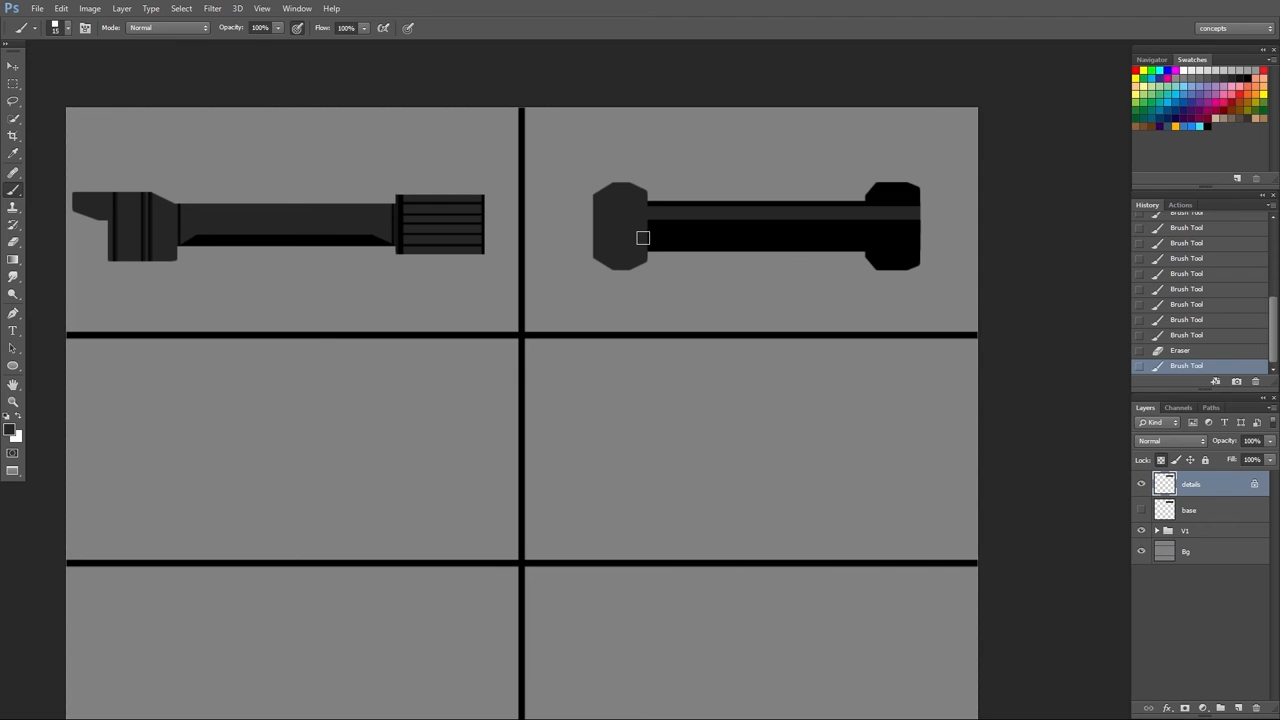 Ps File Edit Image Layer Type Select Filter 3D View Window Help
15 Mode: Normal Opacity: 100% Flow: 100% concepts
Navigator Swatches
History Actions
Brush Tool
Brush Tool
Brush Tool
Brush Tool
Brush Tool
Brush Tool
Brush Tool
Brush Tool
Brush Tool
Eraser
Brush Tool
Layers Channels Paths
Kind
Normal Opacity: 100%
Lock: Fill: 100%
details
base
V1
Bg